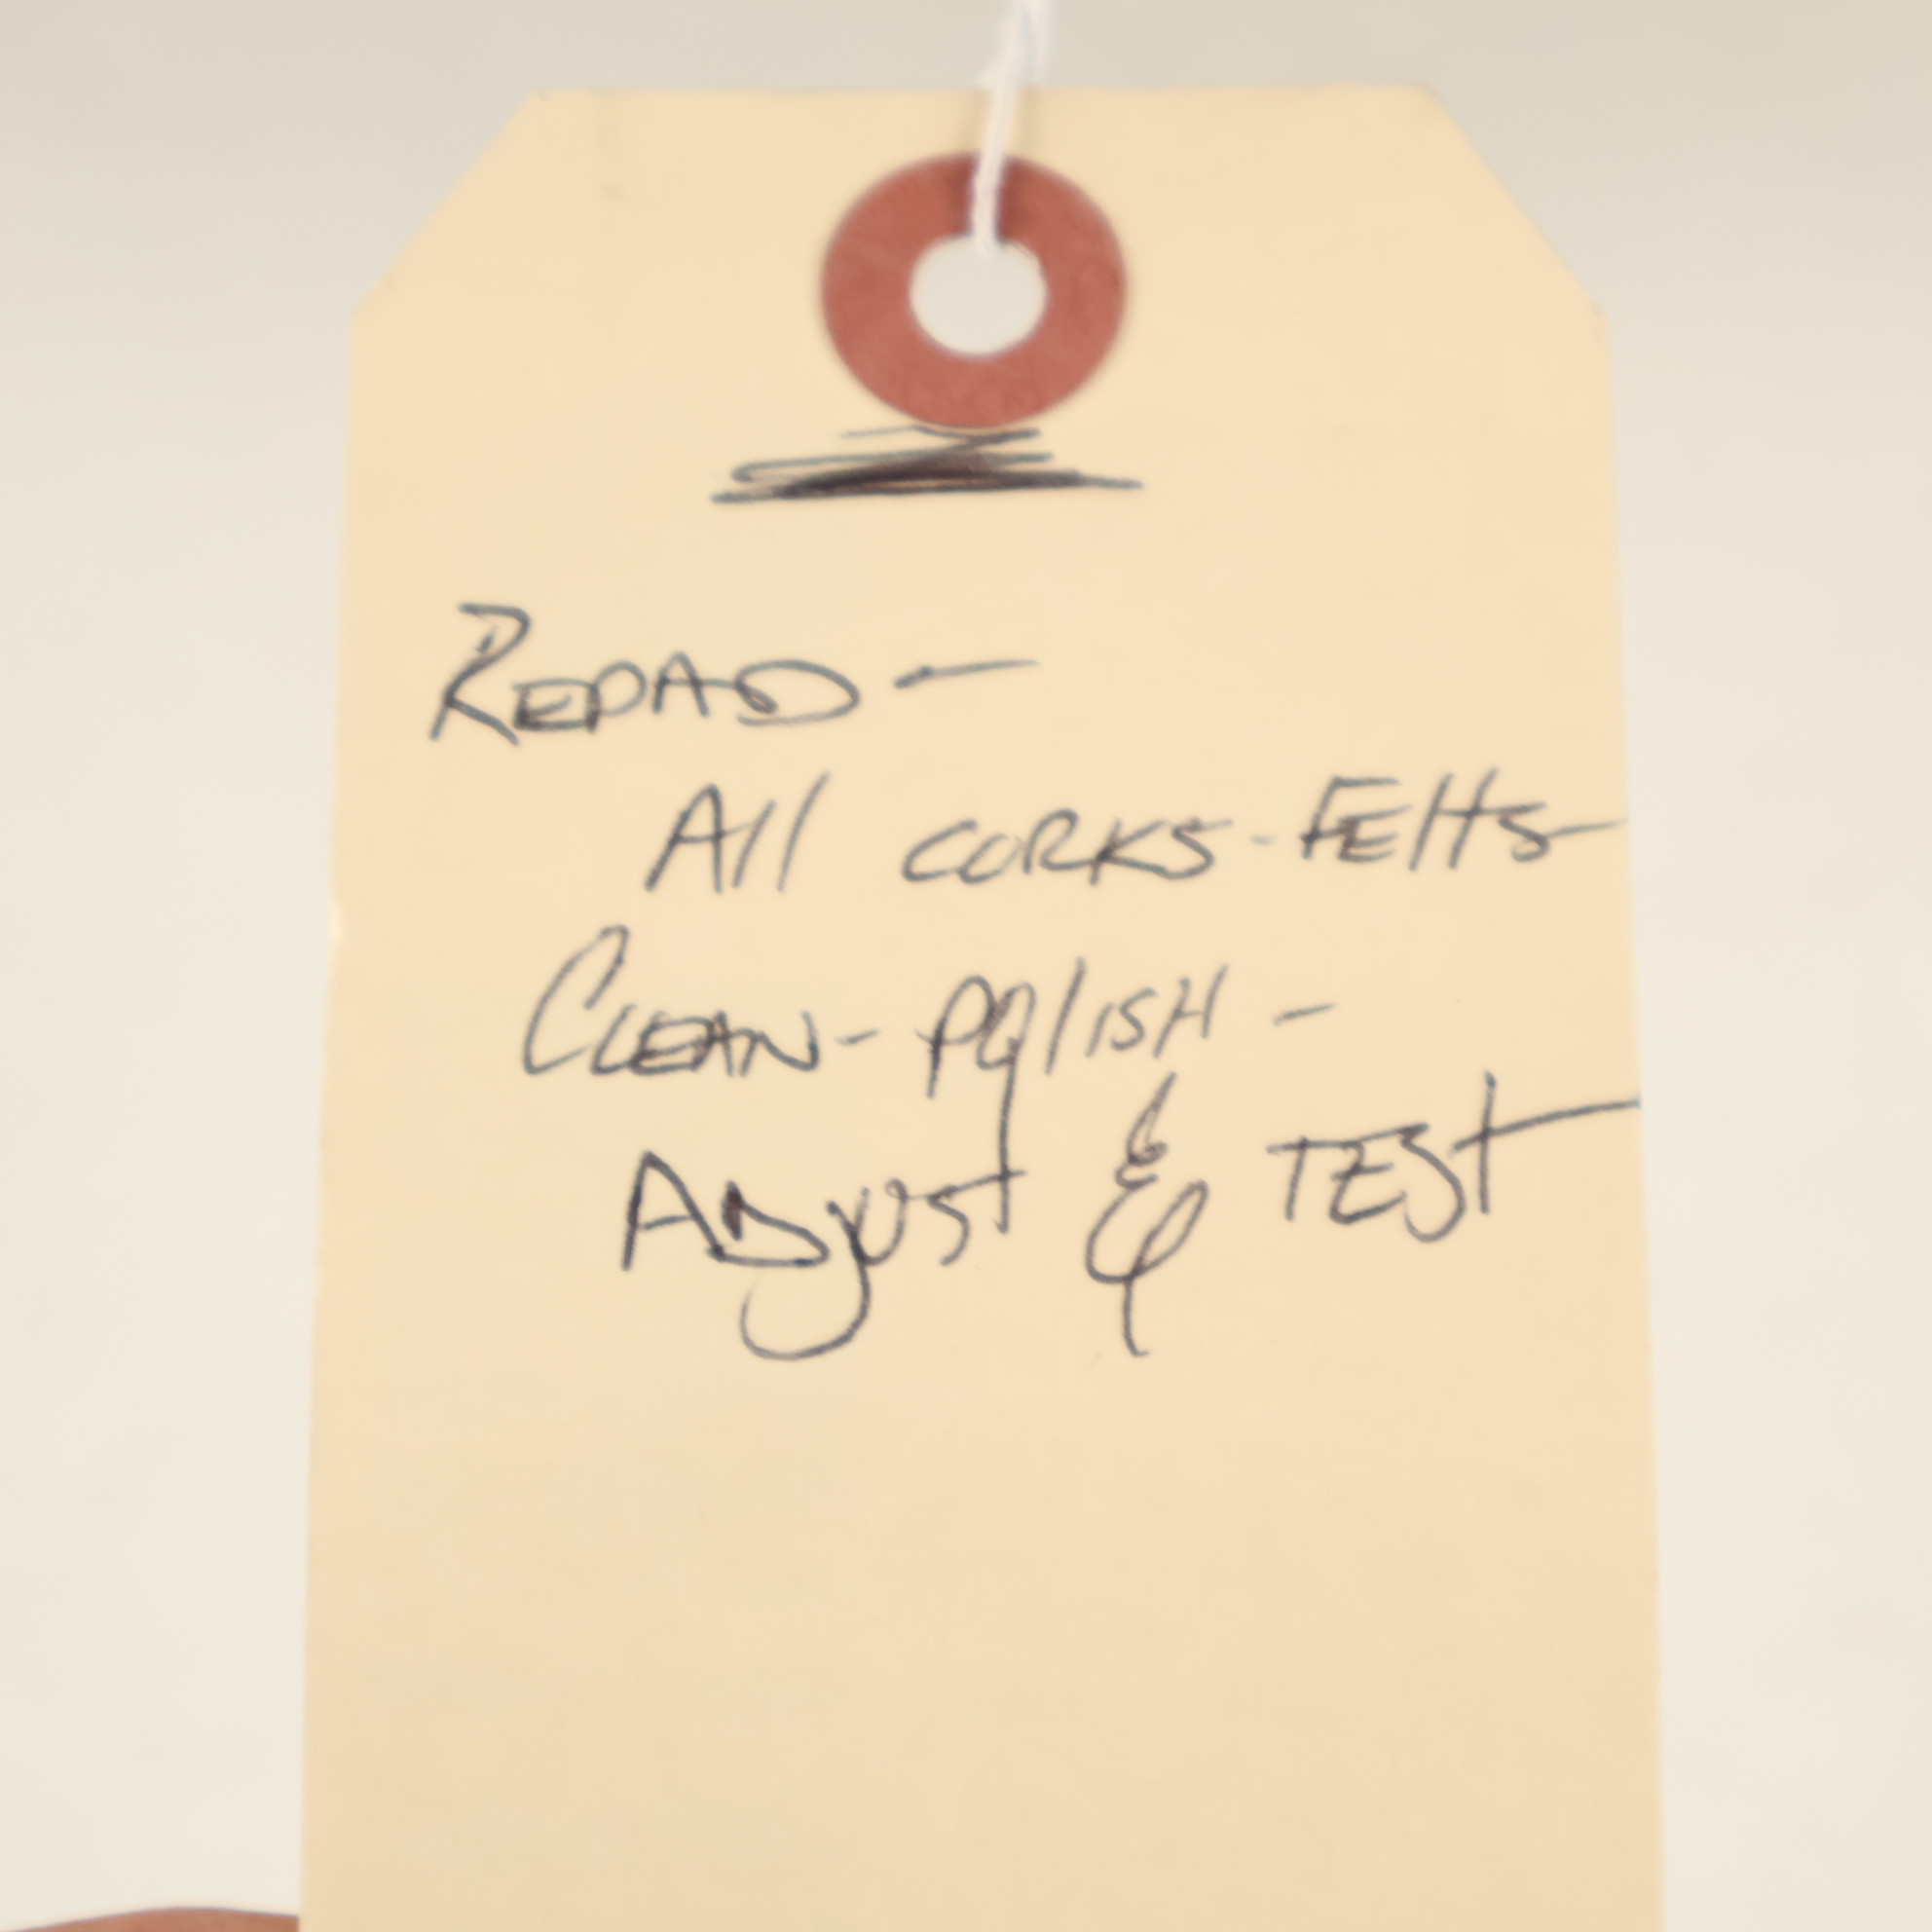 REPAD -
All CORKS - FElts
CLEAN - POlISH -
ADjUSt & TESt